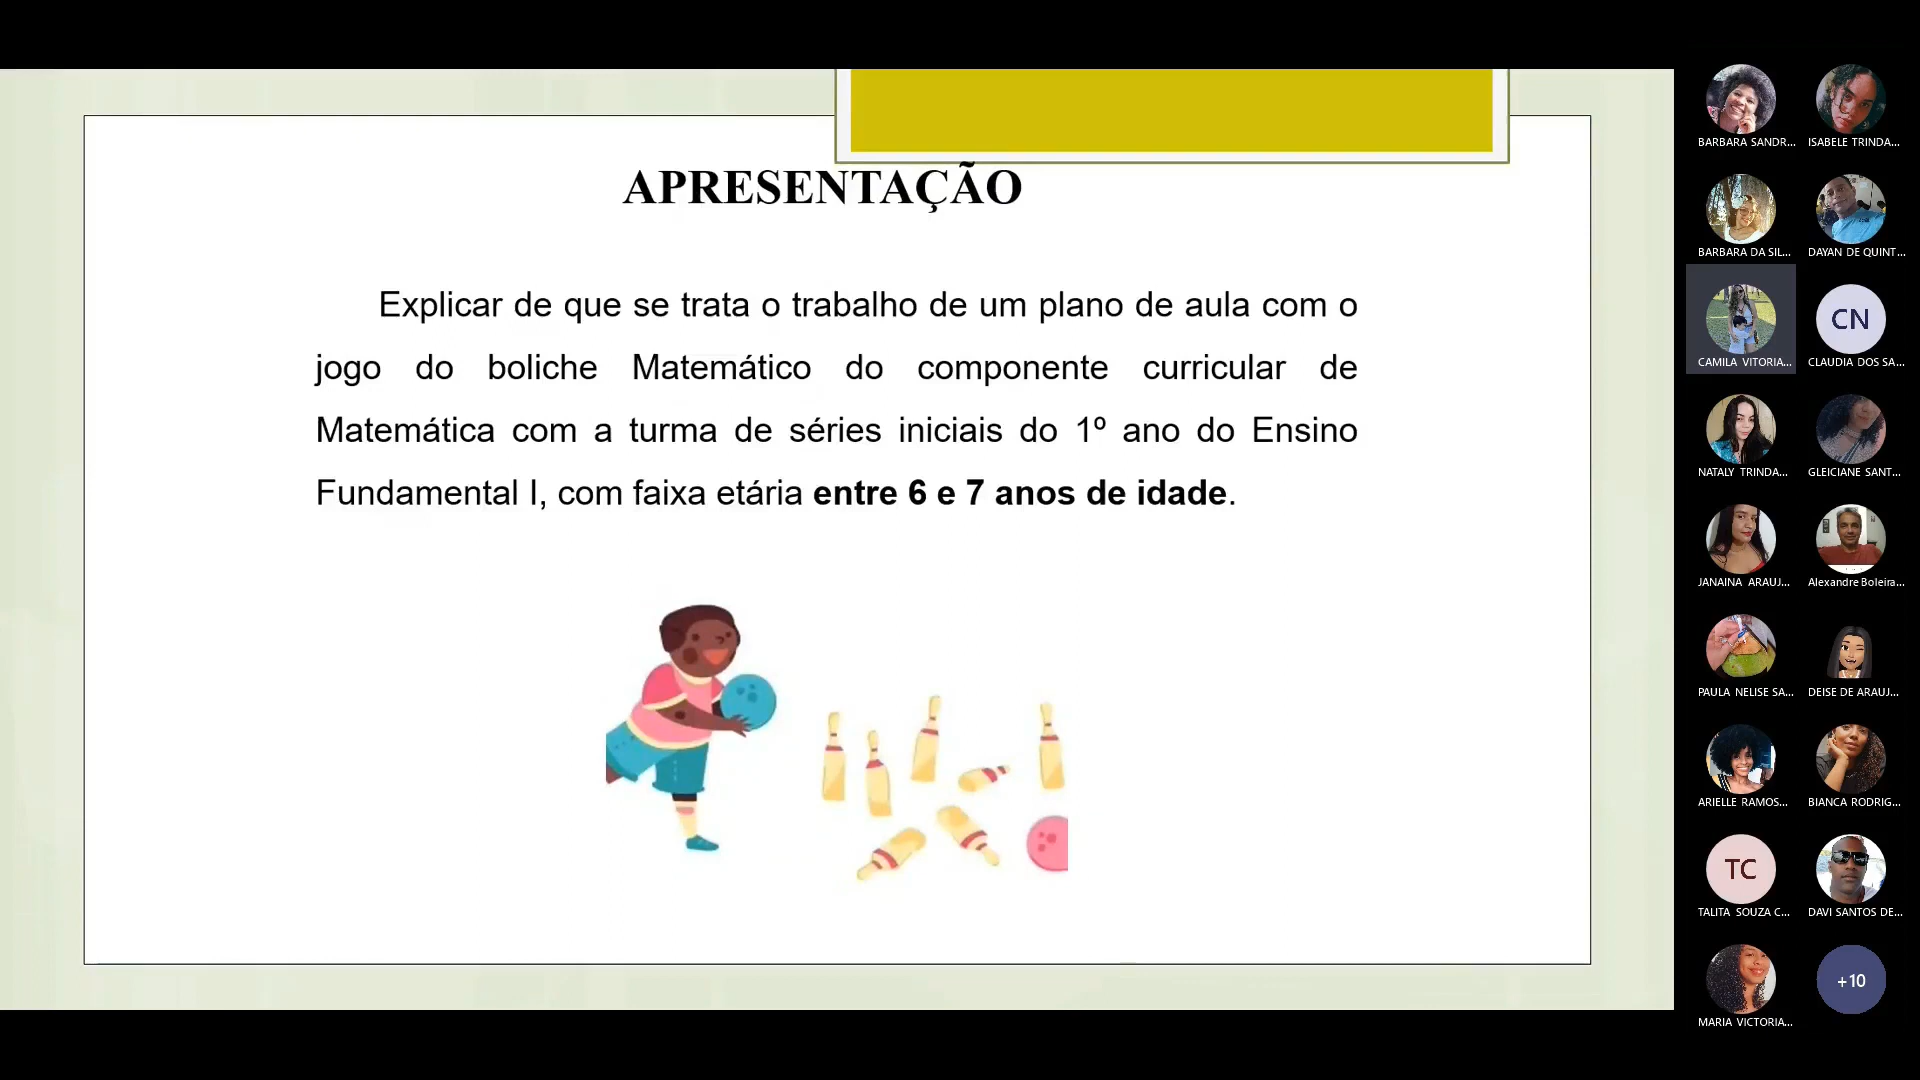 APRESENTAÇÃO
Explicar de que se trata o trabalho de um plano de aula com o
jogo do boliche Matemático do componente curricular de
Matemática com a turma de séries iniciais do 1º ano do Ensino
Fundamental I, com faixa etária entre 6 e 7 anos de idade.
BARBARA SANDR...
ISABELE TRINDA...
BARBARA DA SIL...
DAYAN DE QUINT...
CN
CAMILA VITORIA...
CLAUDIA DOS SA...
NATALY TRINDA...
GLEICIANE SANT...
JANAINA ARAUJ...
Alexandre Boleira...
PAULA NELISE SA...
DEISE DE ARAUJ...
ARIELLE RAMOS...
BIANCA RODRIG...
TC
TALITA SOUZA C...
DAVI SANTOS DE...
+10
MARIA VICTORIA...